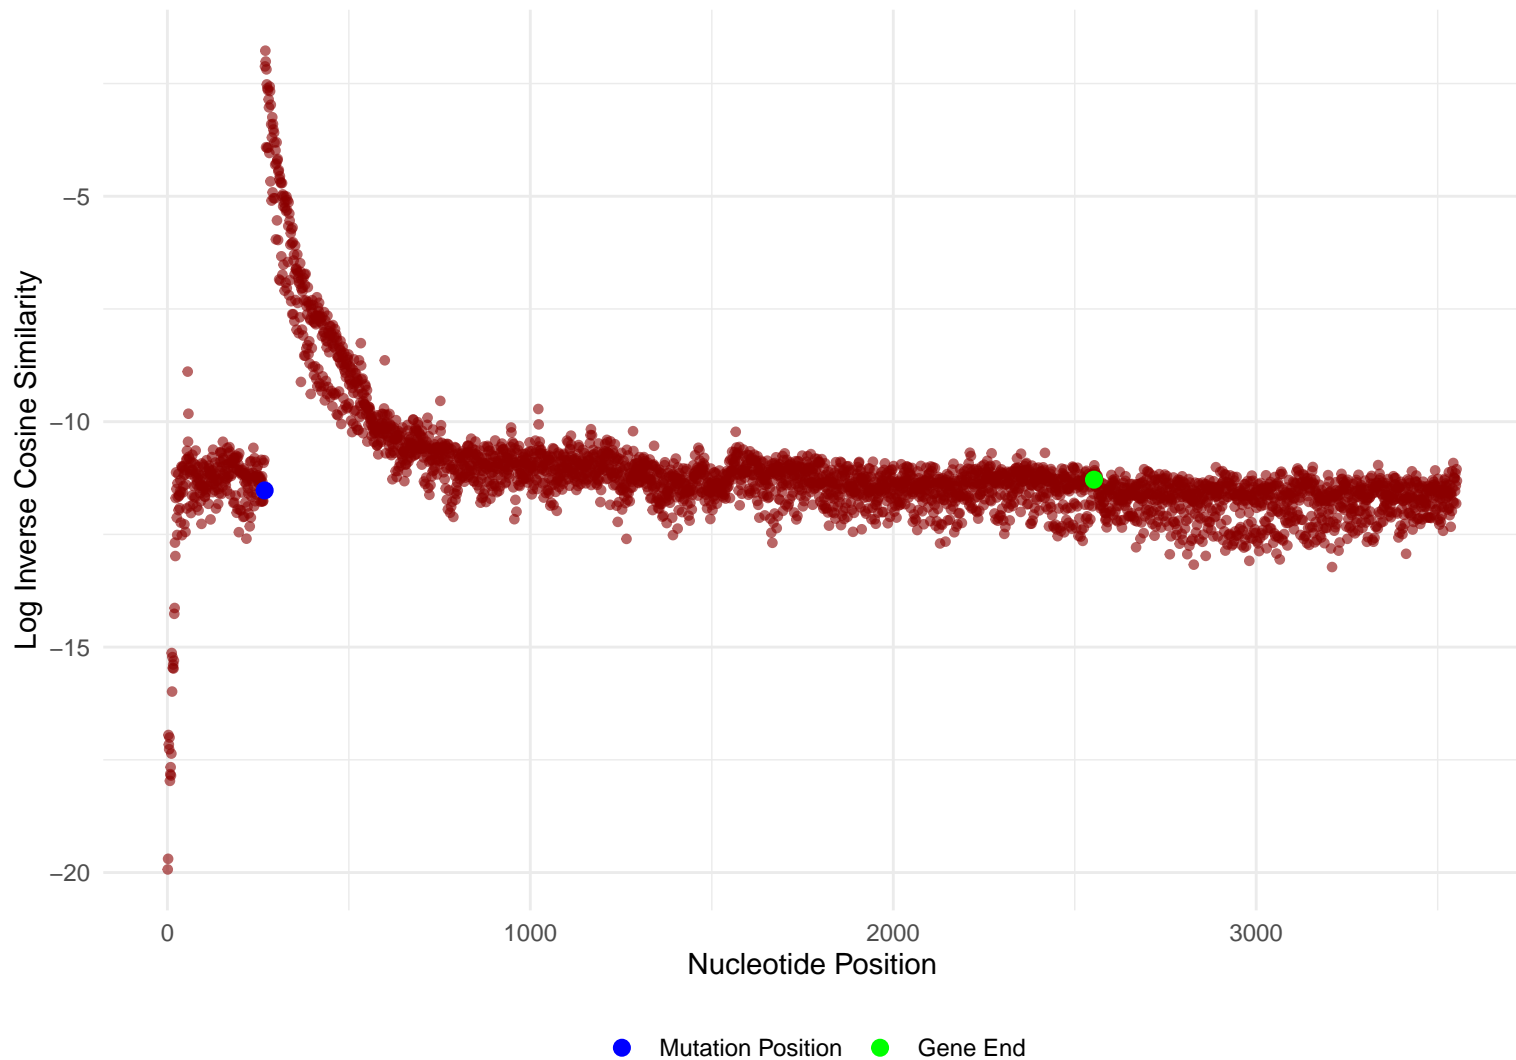 Log Inverse Cosine Similarity
−5
−10
−15
−20
0
1000
2000
3000
Nucleotide Position
Mutation Position
Gene End